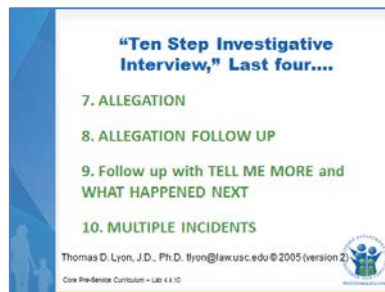 “Ten Step Investigative
Interview,” Last four....
7. ALLEGATION
8. ALLEGATION FOLLOW UP
9. Follow up with TELL ME MORE and
WHAT HAPPENED NEXT
10. MULTIPLE INCIDENTS
Thomas D. Lyon, J.D., Ph.D. tlyon@law.usc.edu © 2005 (version 2)
Core Pre-Service Curriculum – Lab 4.4.10